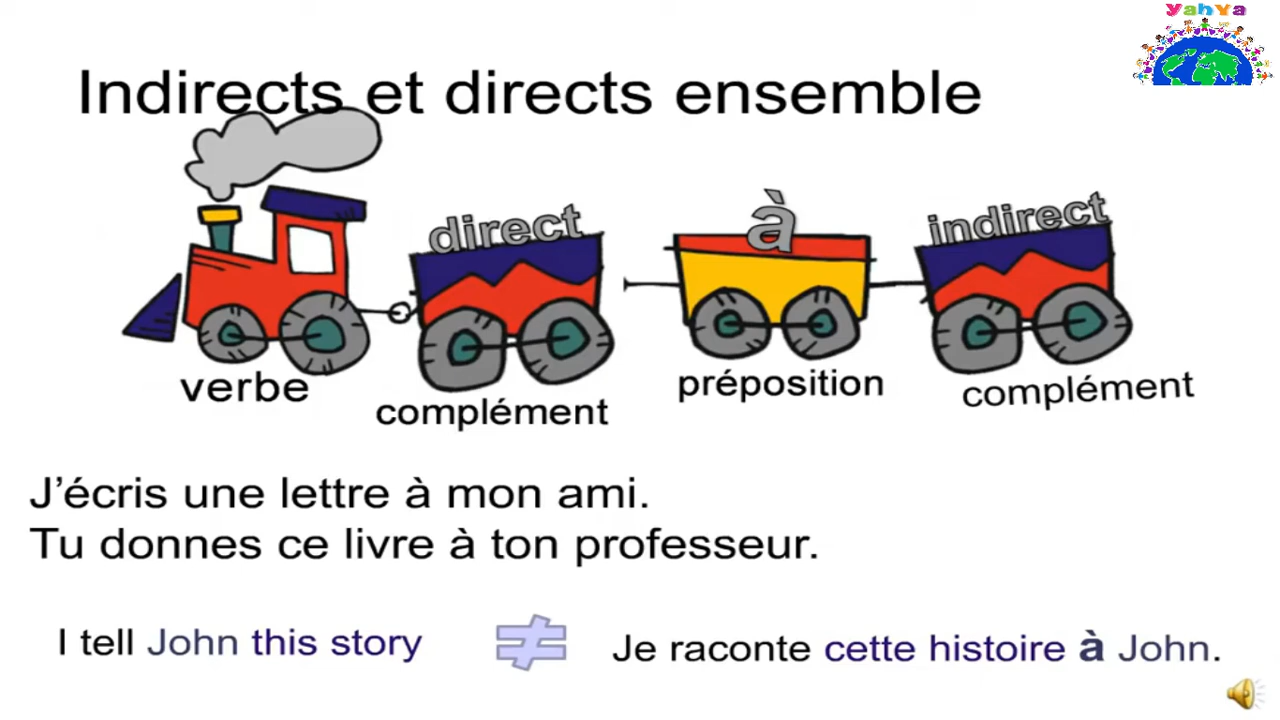 YahYa
Indirects et directs ensemble
direct
à
indirect
verbe
complément
préposition
complément
J’écris une lettre à mon ami.
Tu donnes ce livre à ton professeur.
I tell John this story ≠ Je raconte cette histoire à John.